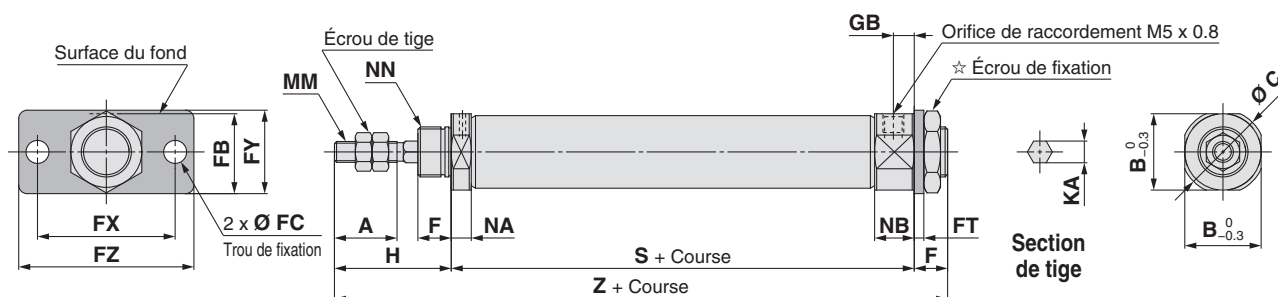 Surface du fond
FB
FY
FX
FZ
2 x Ø FC
Trou de fixation
Écrou de tige
MM
NN
GB
Orifice de raccordement M5 x 0.8
☆ Écrou de fixation
A
F
NA
NB
FT
H
S + Course
F
Z + Course
KA
Section
de tige
Ø C
B 0 -0.3
B 0 -0.3